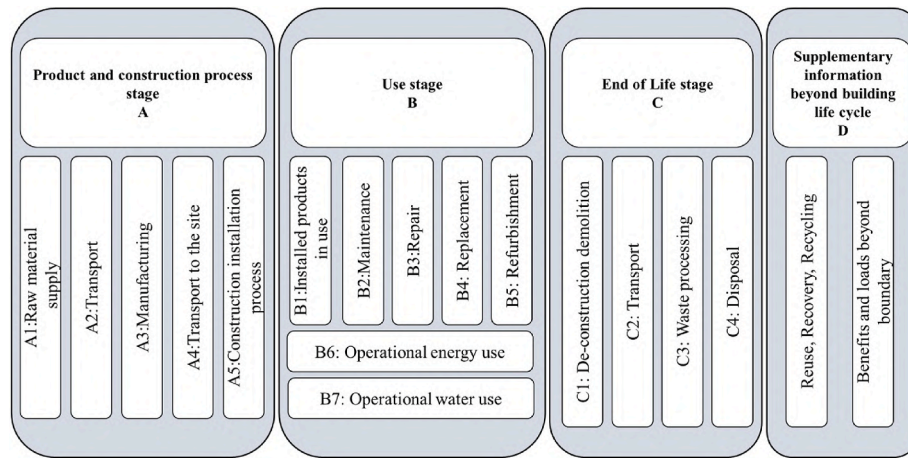 Product and construction process
stage
A
Use stage
B
End of Life stage
C
Supplementary
information
beyond building
life cycle
D
A1:Raw material
supply
A2:Transport
A3:Manufacturing
A4:Transport to the site
A5:Construction installation
process
B1:Installed products
in use
B2:Maintenance
B3:Repair
B4: Replacement
B5: Refurbishment
B6: Operational energy use
B7: Operational water use
C1: De-construction demolition
C2: Transport
C3: Waste processing
C4: Disposal
Reuse, Recovery, Recycling
Benefits and loads beyond
boundary